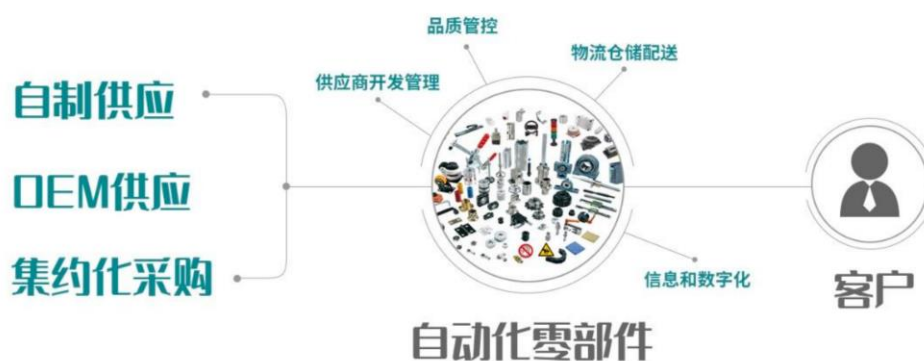 品质管控
物流仓储配送
供应商开发管理
自制供应
OEM供应
集约化采购
信息和数字化
客户
自动化零部件